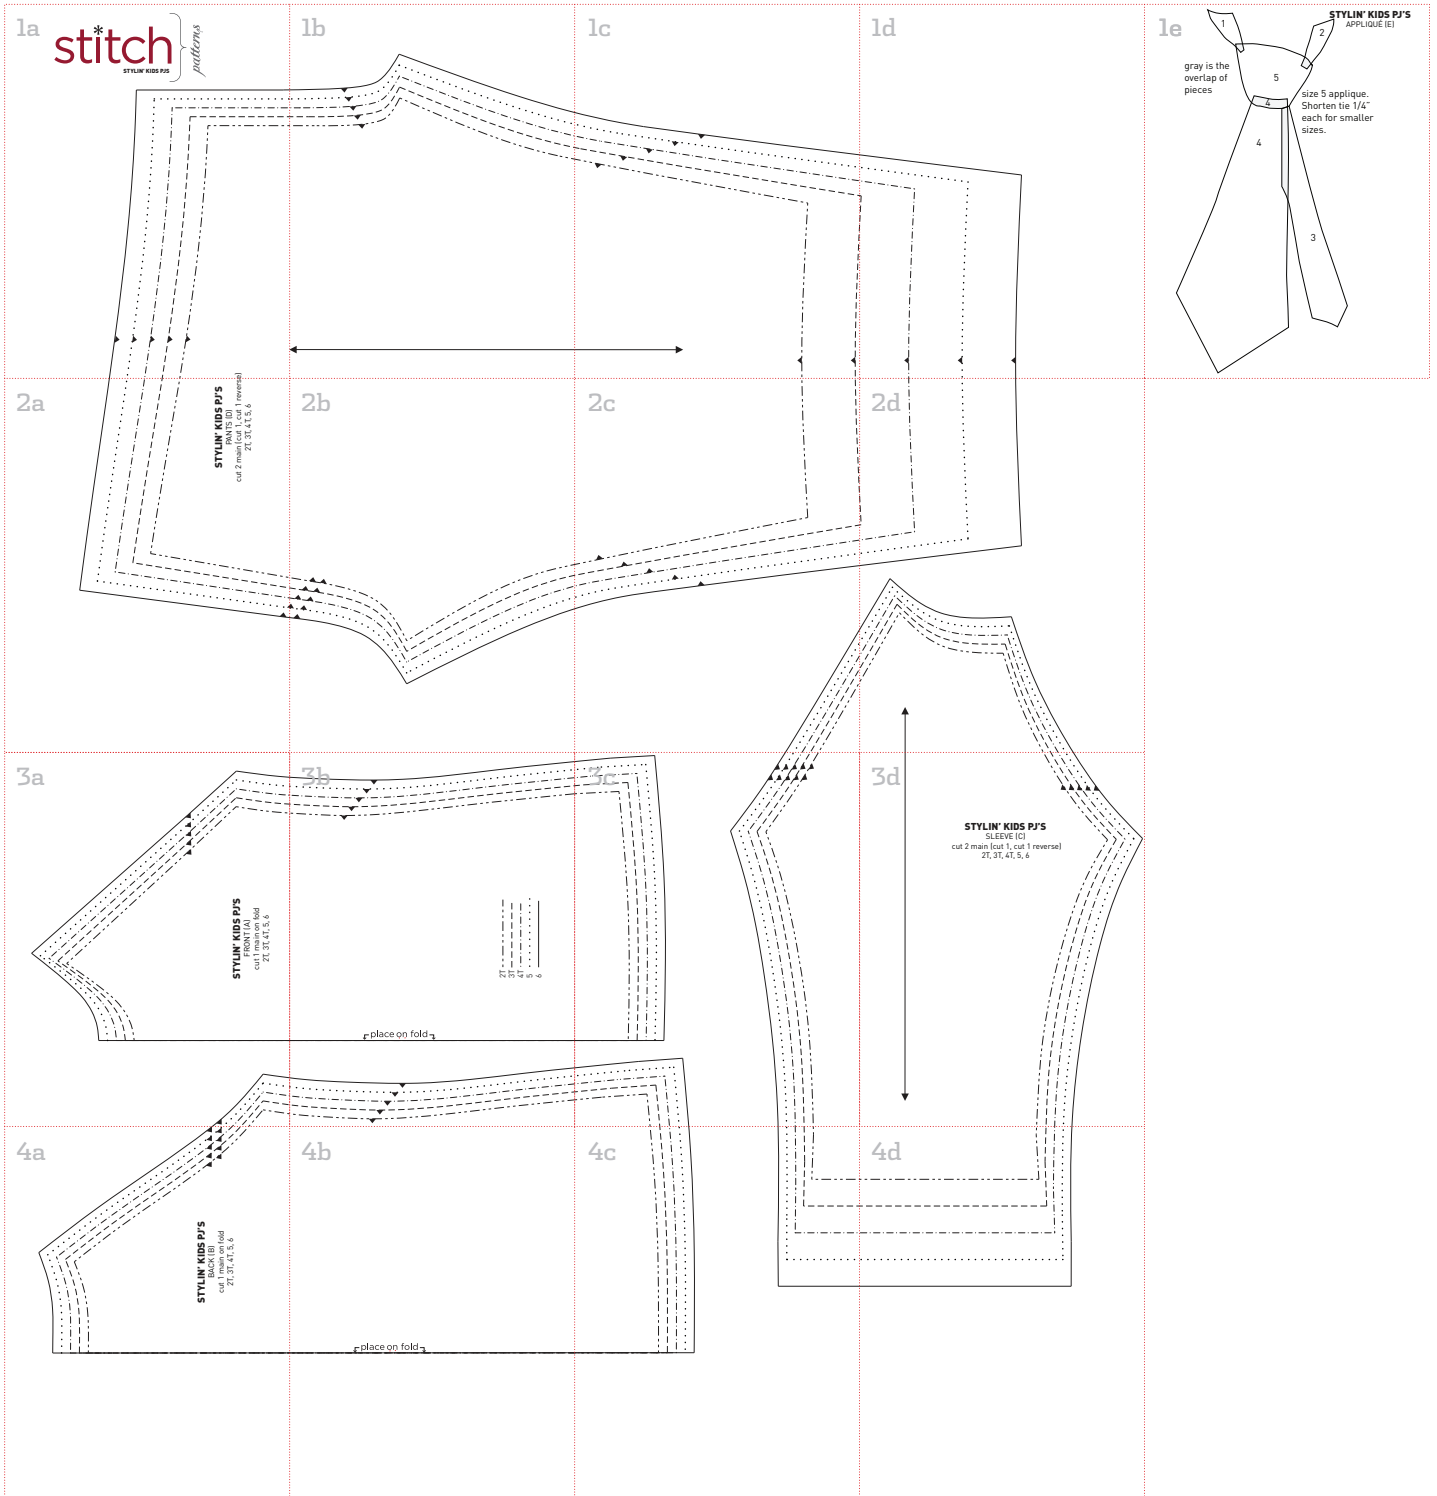 1a
stitch
patterns
STYLIN' KIDS PJS
1b
1c
1d
1e
STYLIN' KIDS PJ'S
APPLIQUÉ (E)
1
2
gray is the
overlap of
pieces
5
4
size 5 applique.
Shorten tie 1/4"
each for smaller
sizes.
4
3
2a
STYLIN' KIDS PJ'S
PANTS (D)
cut 2 main (cut 1, cut 1 reverse)
2T, 3T, 4T, 5, 6
2b
2c
2d
3a
3b
3c
3d
STYLIN' KIDS PJ'S
SLEEVE (C)
cut 2 main (cut 1, cut 1 reverse)
2T, 3T, 4T, 5, 6
STYLIN' KIDS PJ'S
FRONT (A)
cut 1 main on fold
2T, 3T, 4T, 5, 6
2T
3T
4T
5
6
place on fold
4a
4b
4c
4d
STYLIN' KIDS PJ'S
BACK (B)
cut 1 main on fold
2T, 3T, 4T, 5, 6
place on fold